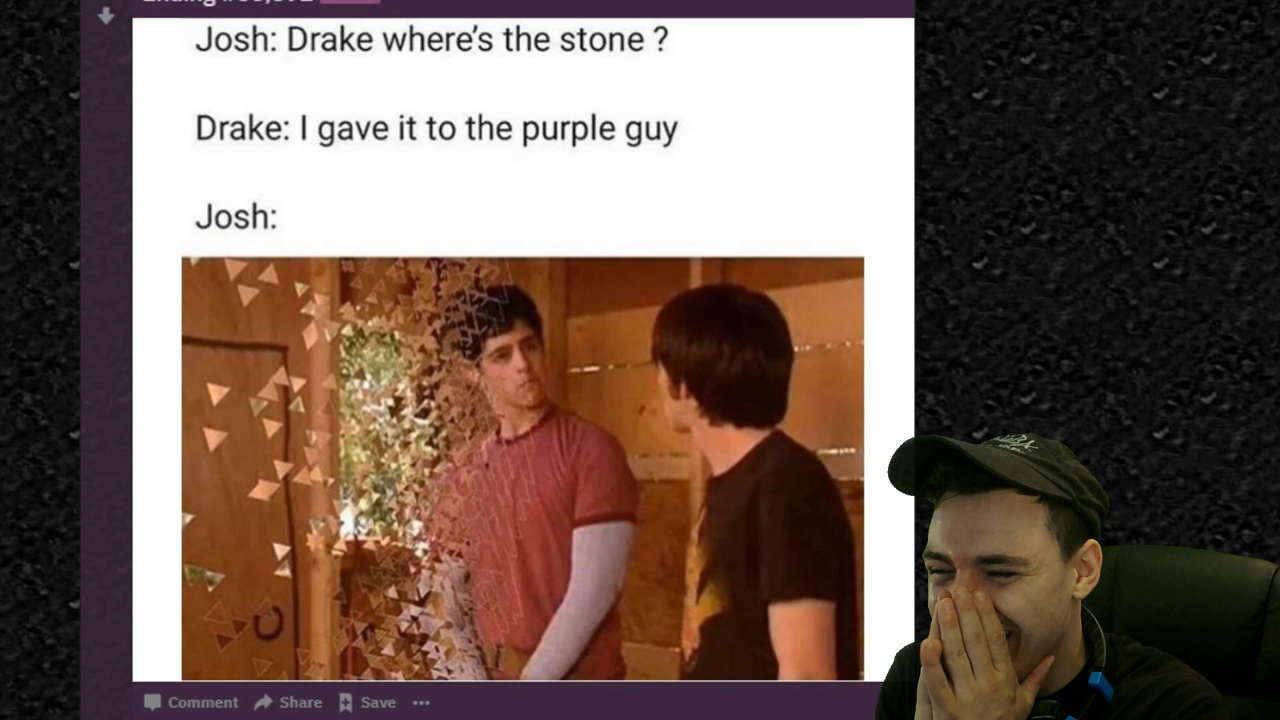 Josh: Drake where's the stone ?
Drake: I gave it to the purple guy
Josh:
Comment Share Save